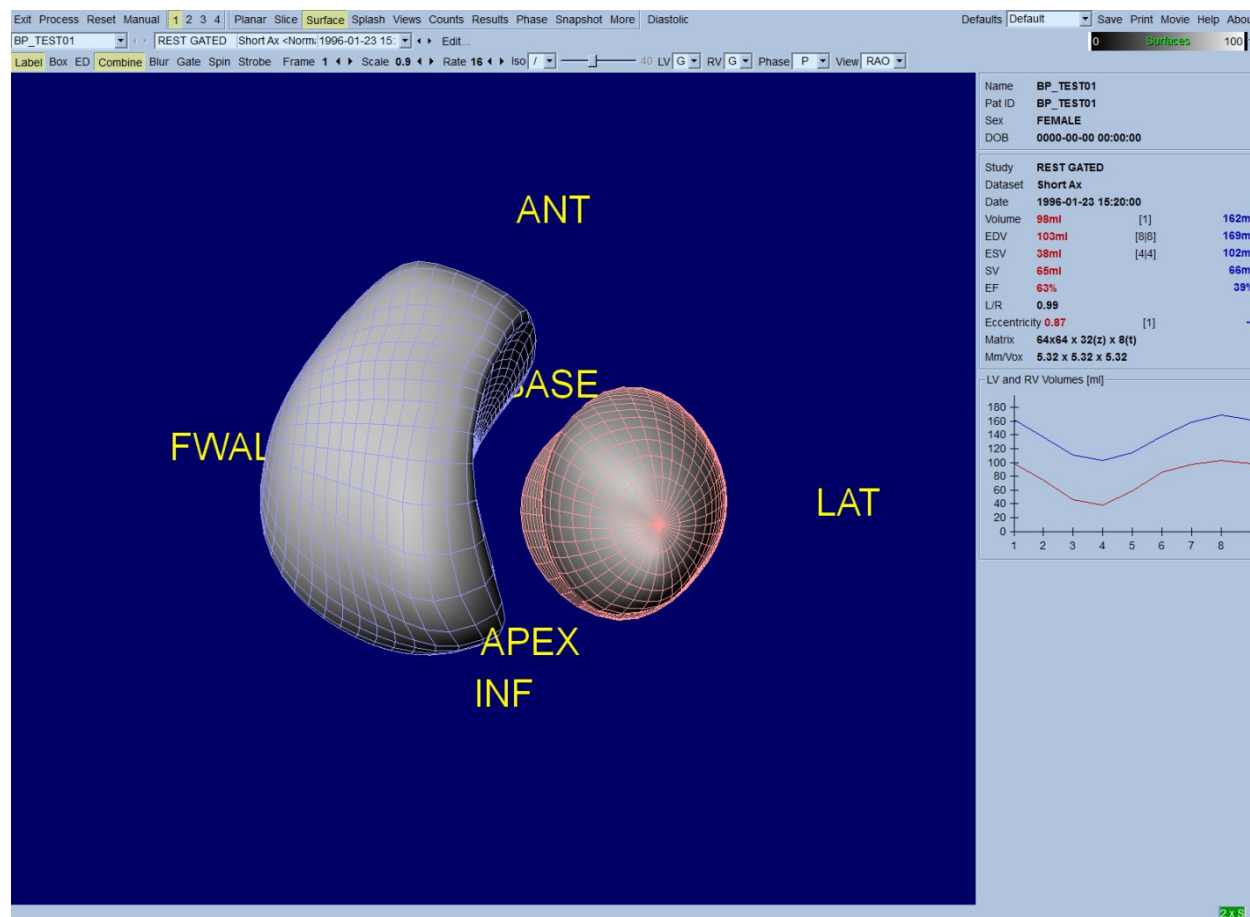 Exit Process Reset Manual 1 2 3 4 Planar Slice Surface Splash Views Counts Results Phase Snapshot More Diastolic Defaults Default Save Print Movie Help Abou
BP_TEST01 REST GATED Short Ax <Norm: 1996-01-23 15: Edit... 0 Surfaces 100
Label Box ED Combine Blur Gate Spin Strobe Frame 1 Scale 0.9 Rate 16 Iso / 40 LV G RV G Phase P View RAO
Name BP_TEST01
Pat ID BP_TEST01
Sex FEMALE
DOB 0000-00-00 00:00:00
Study REST GATED
Dataset Short Ax
Date 1996-01-23 15:20:00
Volume 98ml [1] 162m
EDV 103ml [8|8] 169m
ESV 38ml [4|4] 102m
SV 65ml 66m
EF 63% 39%
L/R 0.99
Eccentricity 0.87 [1] -
Matrix 64x64 x 32(z) x 8(t)
Mm/Vox 5.32 x 5.32 x 5.32
LV and RV Volumes [ml]
180
160
140
120
100
80
60
40
20
0
1 2 3 4 5 6 7 8
ANT
BASE
FWAL
LAT
APEX
INF
2 x S